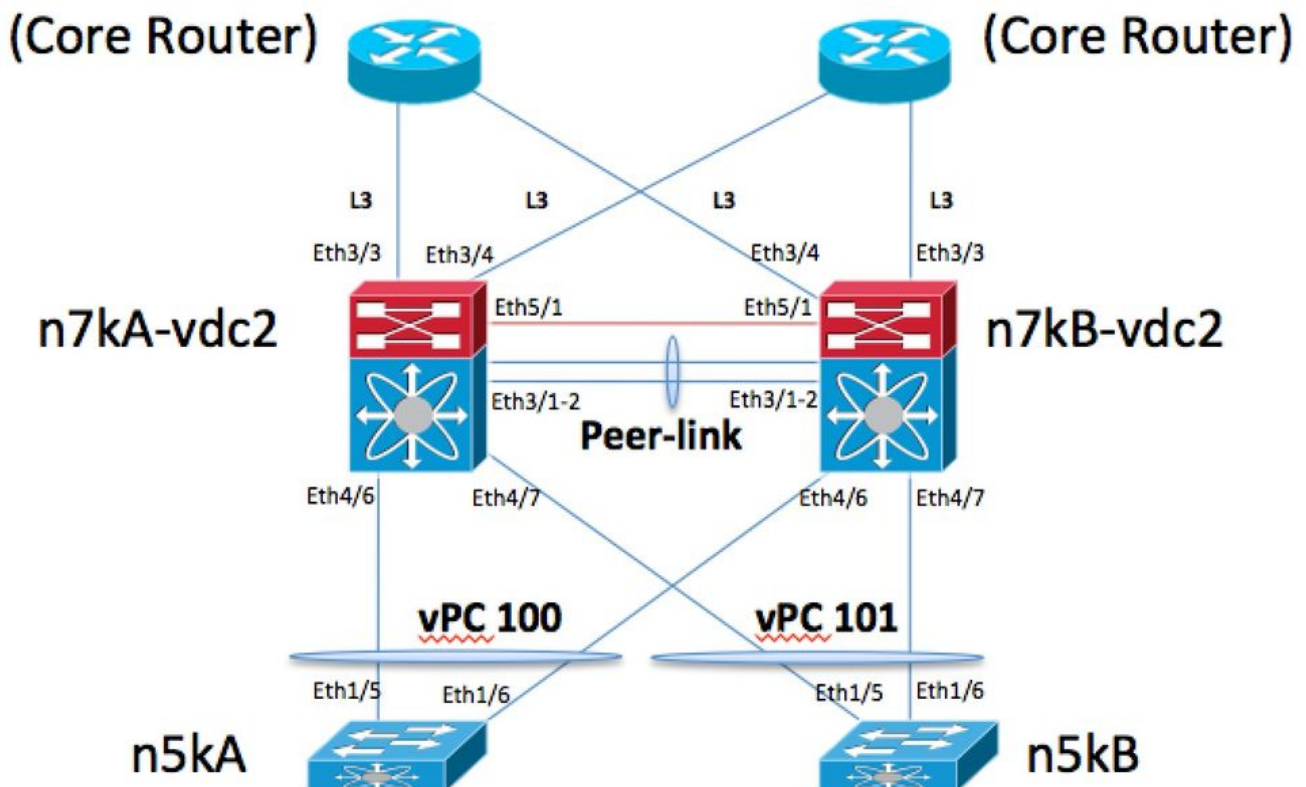 (Core Router)
(Core Router)
L3
L3
L3
L3
Eth3/3
Eth3/4
Eth3/4
Eth3/3
n7kA-vdc2
Eth5/1
Eth5/1
n7kB-vdc2
Eth3/1-2
Eth3/1-2
Peer-link
Eth4/6
Eth4/7
Eth4/6
Eth4/7
vPC 100
vPC 101
Eth1/5
Eth1/6
Eth1/5
Eth1/6
n5kA
n5kB